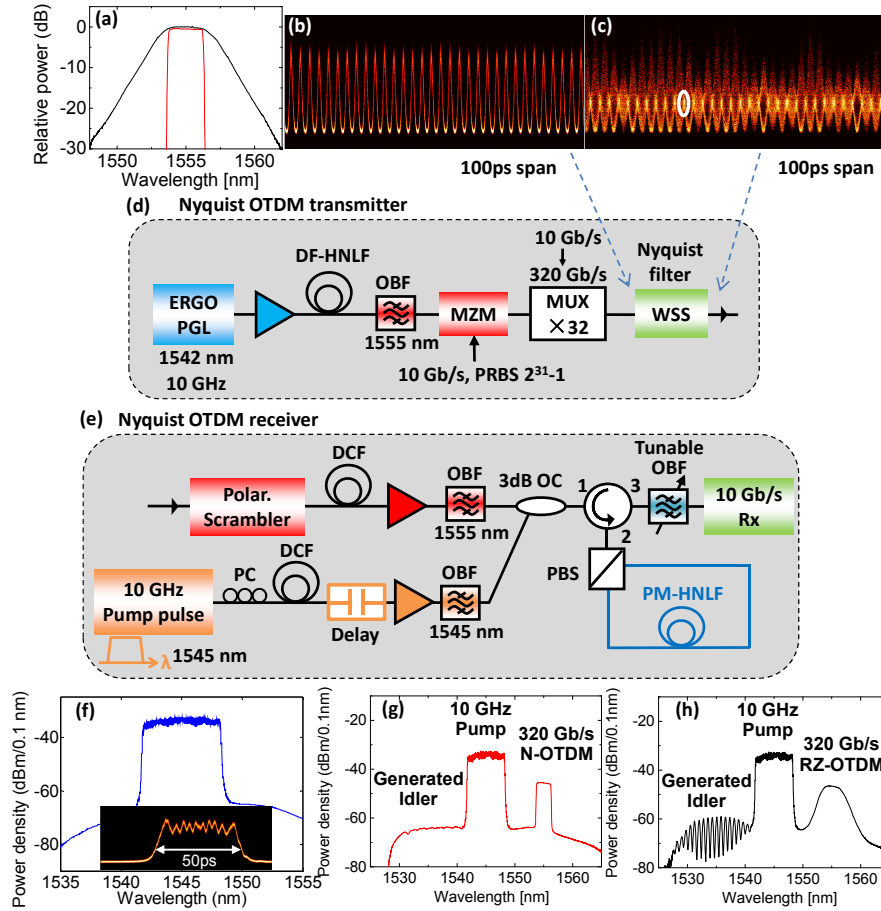 (a)
(b)
(c)
Relative power (dB)
0
-10
-20
-30
1550
1555
1560
Wavelength [nm]
100ps span
100ps span
(d) Nyquist OTDM transmitter
ERGO
PGL
1542 nm
10 GHz
DF-HNLF
OBF
1555 nm
MZM
10 Gb/s, PRBS 2³¹-1
10 Gb/s
320 Gb/s
MUX
×32
Nyquist
filter
WSS
(e) Nyquist OTDM receiver
Polar.
Scrambler
DCF
OBF
1555 nm
3dB OC
1
2
3
Tunable
OBF
10 Gb/s
Rx
10 GHz
Pump pulse
λ
1545 nm
PC
DCF
Delay
OBF
1545 nm
PBS
PM-HNLF
(f)
Power density (dBm/0.1 nm)
-40
-60
-80
50ps
1535
1540
1545
1550
1555
Wavelength (nm)
(g)
Power density (dBm/0.1nm)
-20
-40
-60
-80
10 GHz
Pump
320 Gb/s
N-OTDM
Generated
Idler
1530
1540
1550
1560
Wavelength [nm]
(h)
Power density (dBm/0.1nm)
-20
-40
-60
-80
10 GHz
Pump
320 Gb/s
RZ-OTDM
Generated
Idler
1530
1540
1550
1560
Wavelength [nm]